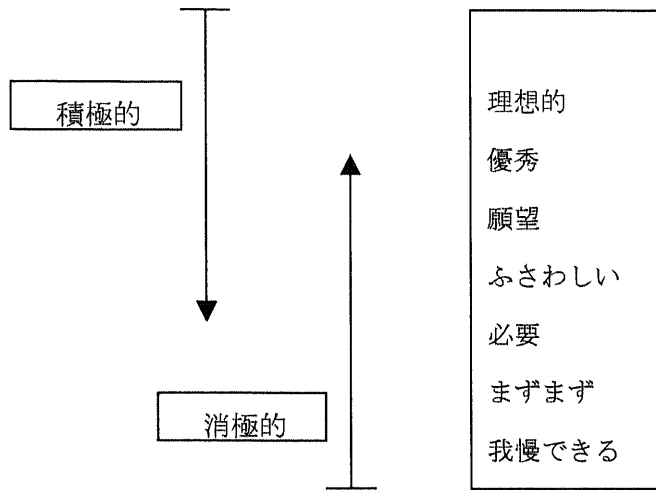 積極的
消極的
理想的
優秀
願望
ふさわしい
必要
まずまず
我慢できる